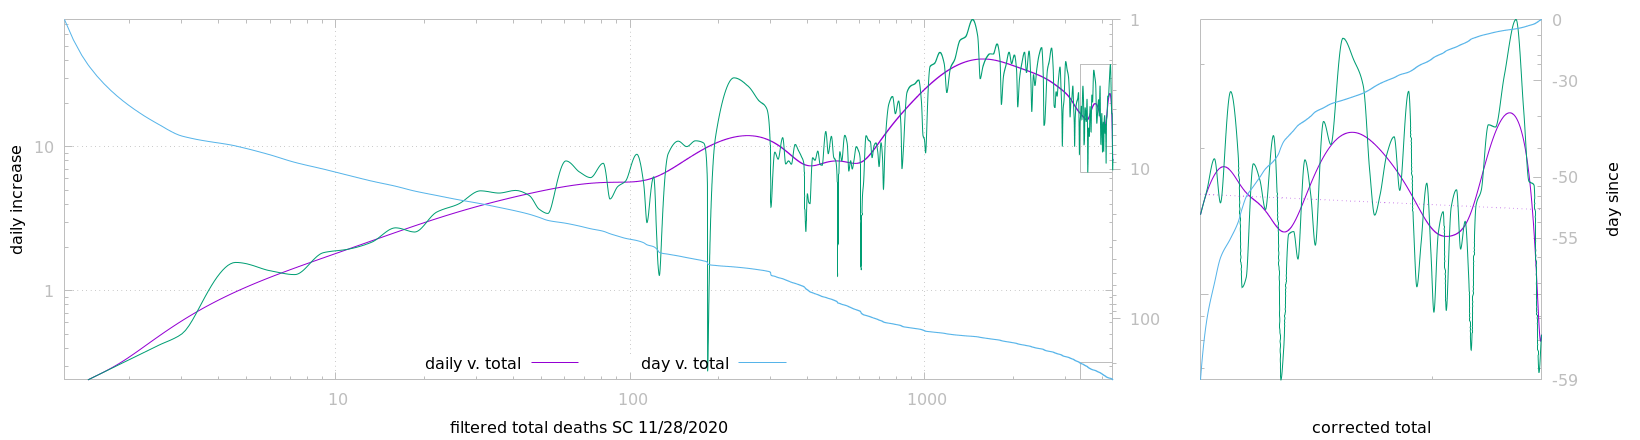 1
0
-30
10
10
-50
daily increase
day since
-55
1
100
daily v. total
day v. total
-59
10
100
1000
filtered total deaths SC 11/28/2020
corrected total